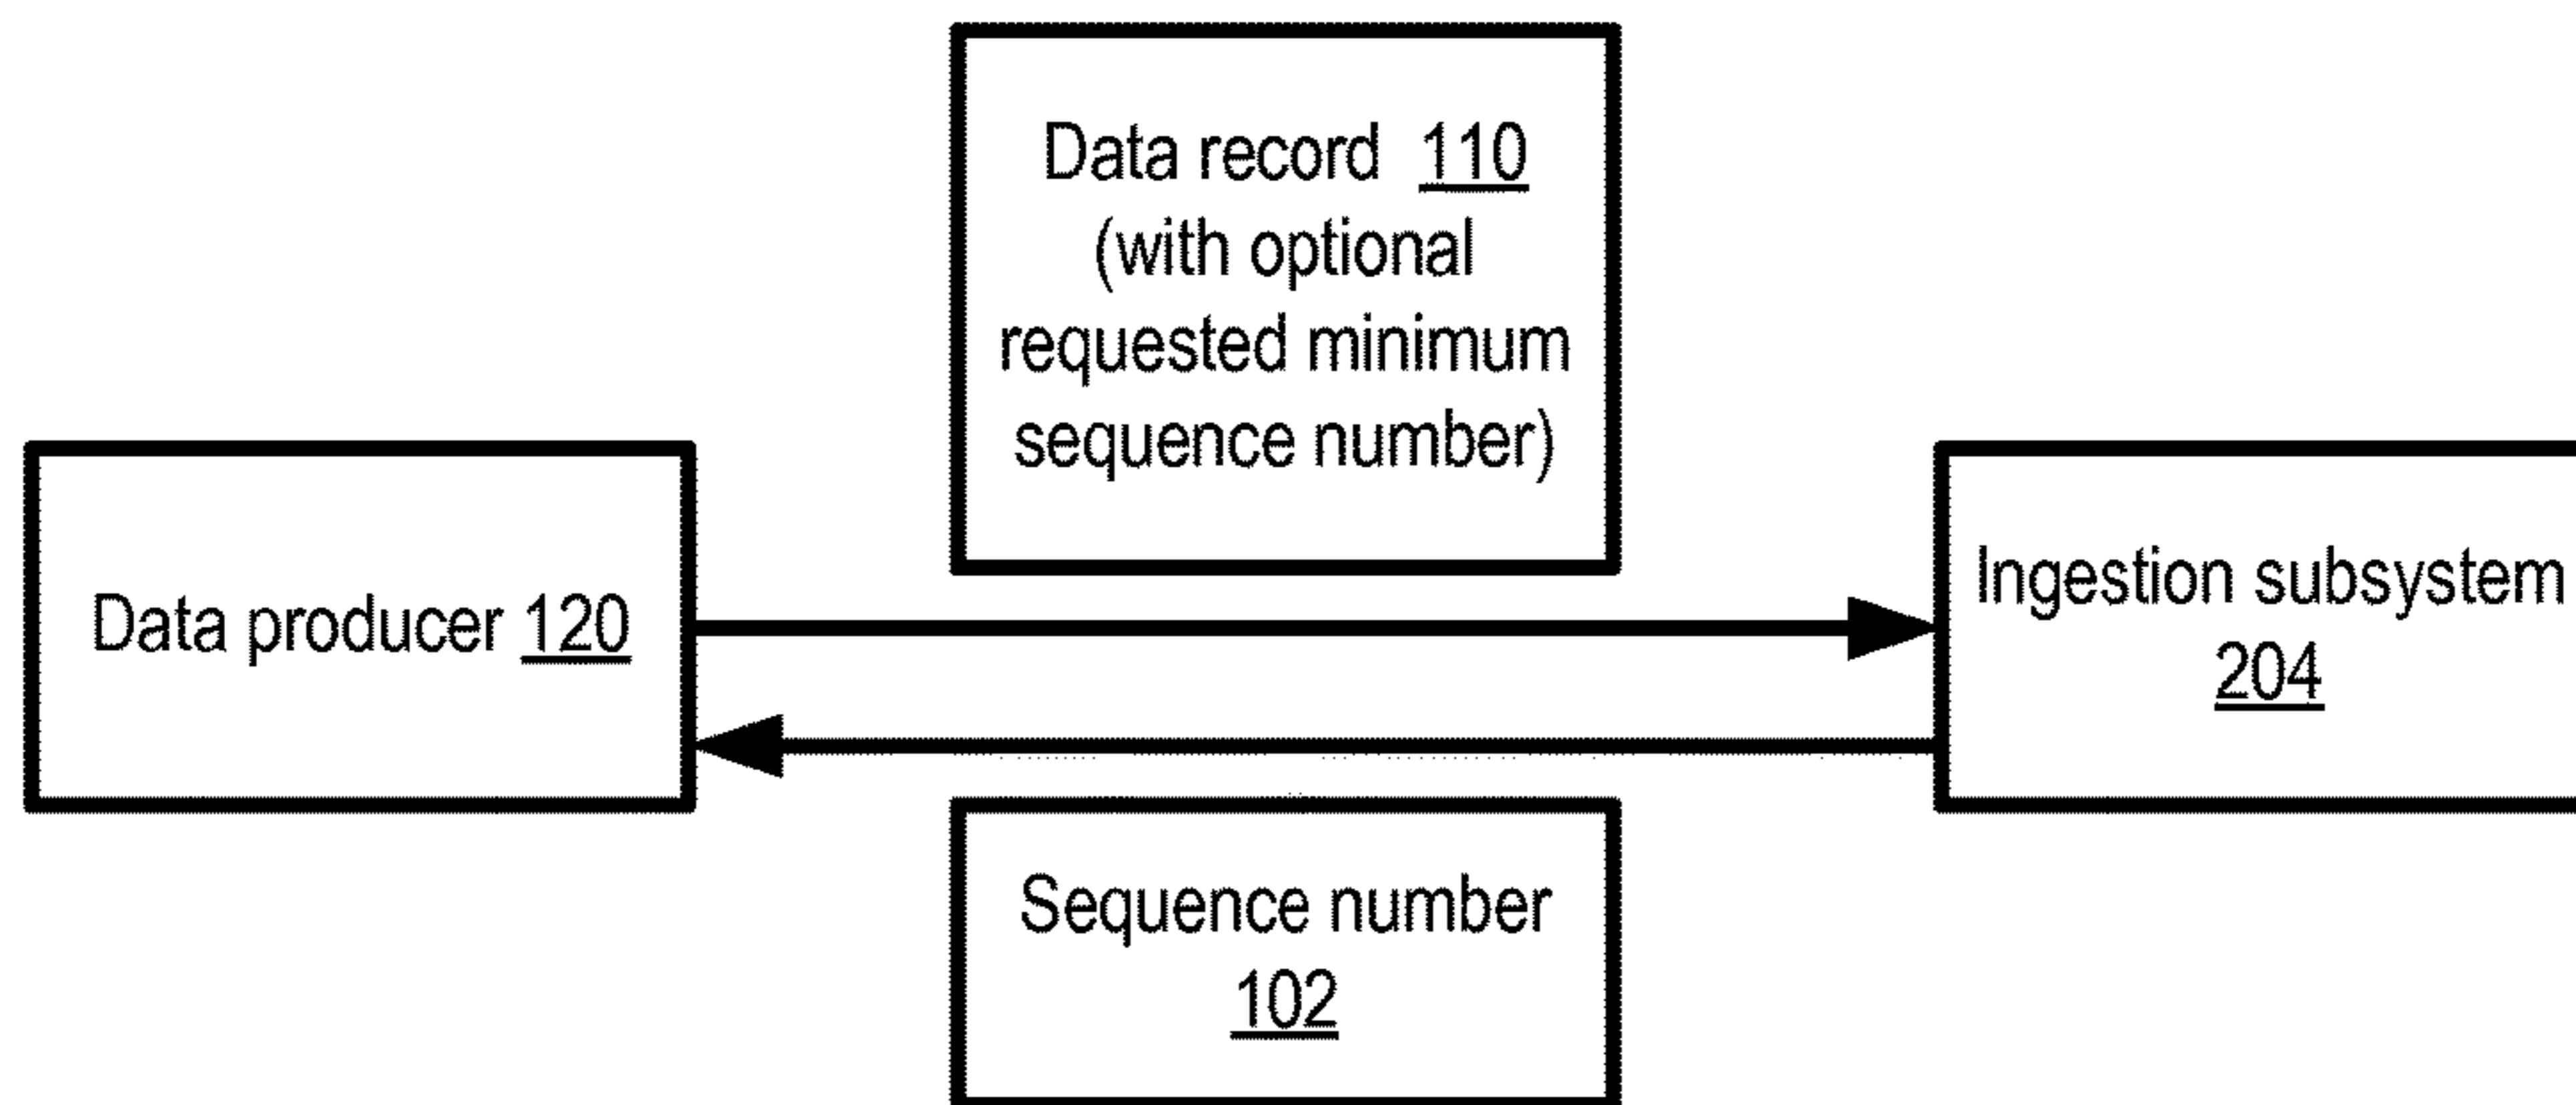 Data record 110
(with optional
requested minimum
sequence number)
Data producer 120
Ingestion subsystem
204
Sequence number
102